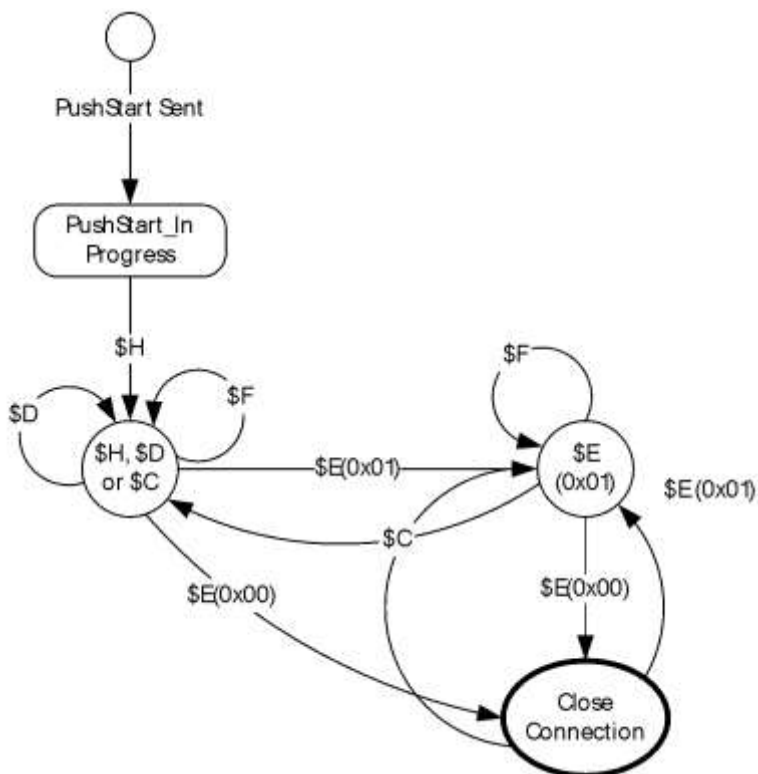 PushStart Sent
PushStart_In
Progress
$H
$D
$F
$H, $D
or $C
$E(0x01)
$F
$E
(0x01)
$E(0x01)
$C
$E(0x00)
$E(0x00)
Close
Connection